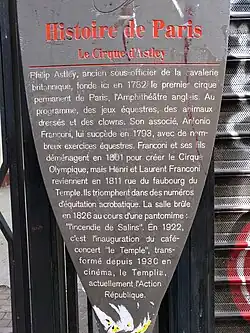 Histoire de Paris
Le Cirque d'Astley
Philip Astley, ancien sous-officier de la cavalerie
britannique, fonde ici en 1782 le premier cirque
permanent de Paris, l'Amphithéâtre anglais. Au
programme, des jeux équestres, des animaux
dressés et des clowns. Son associé, Antonio
Franconi, lui succède en 1793, avec de nom-
breux exercices équestres. Franconi et ses fils
déménagent en 1801 pour créer le Cirque
Olympique, mais Henri et Laurent Franconi
reviennent en 1811 rue du faubourg du
Temple. Ils triomphent dans des numéros
d'équitation acrobatique. La salle brûle
en 1826 au cours d'une pantomime :
"l'incendie de Salins". En 1922,
c'est l'inauguration du café-
concert "le Temple", trans-
formé depuis 1930 en
cinéma, le Templia,
actuellement l'Action
République.